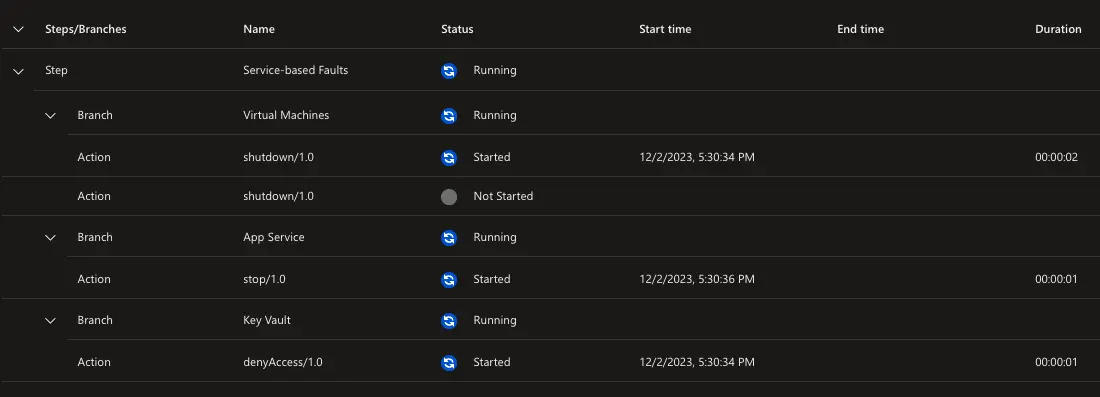 Steps/Branches Name Status Start time End time Duration
Step Service-based Faults Running
Branch Virtual Machines Running
Action shutdown/1.0 Started 12/2/2023, 5:30:34 PM 00:00:02
Action shutdown/1.0 Not Started
Branch App Service Running
Action stop/1.0 Started 12/2/2023, 5:30:36 PM 00:00:01
Branch Key Vault Running
Action denyAccess/1.0 Started 12/2/2023, 5:30:34 PM 00:00:01